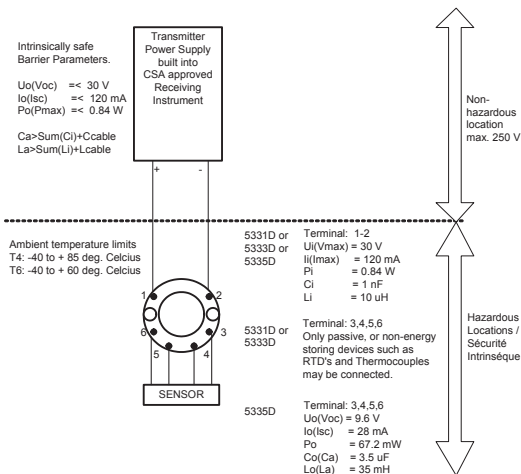 Intrinsically safe
Barrier Parameters.
Uo(Voc) =< 30 V
Io(Isc) =< 120 mA
Po(Pmax) =< 0.84 W
Ca>Sum(Ci)+Ccable
La>Sum(Li)+Lcable
Transmitter
Power Supply
built into
CSA approved
Receiving
Instrument
+ -
Non-
hazardous
location
max. 250 V
Ambient temperature limits
T4: -40 to + 85 deg. Celcius
T6: -40 to + 60 deg. Celcius
1 2
6 3
5 4
SENSOR
5331D or
5333D or
5335D
Terminal: 1-2
Ui(Vmax) = 30 V
Ii(Imax) = 120 mA
Pi = 0.84 W
Ci = 1 nF
Li = 10 uH
5331D or
5333D
Terminal: 3,4,5,6
Only passive, or non-energy
storing devices such as
RTD's and Thermocouples
may be connected.
5335D
Terminal: 3,4,5,6
Uo(Voc) = 9.6 V
Io(Isc) = 28 mA
Po = 67.2 mW
Co(Ca) = 3.5 uF
Lo(La) = 35 mH
Hazardous
Locations /
Sécurité
Intrinséque